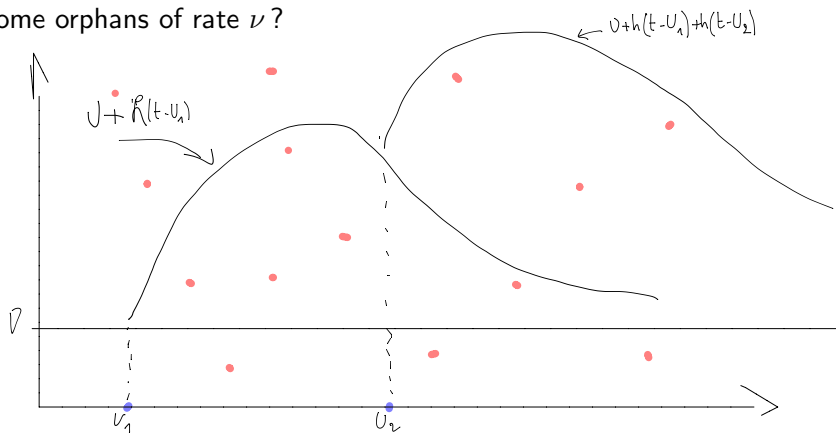 ome orphans of rate ν ?
ν+h(t-U₁)+h(t-U₂)
ν + h(t-U₁)
ν
U₁
U₂